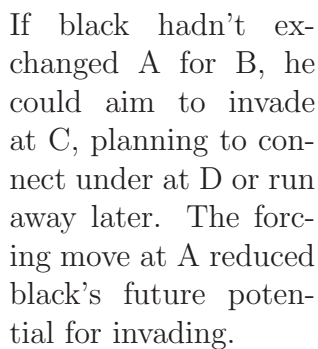 If black hadn't ex-
changed A for B, he
could aim to invade
at C, planning to con-
nect under at D or run
away later. The forc-
ing move at A reduced
black's future poten-
tial for invading.